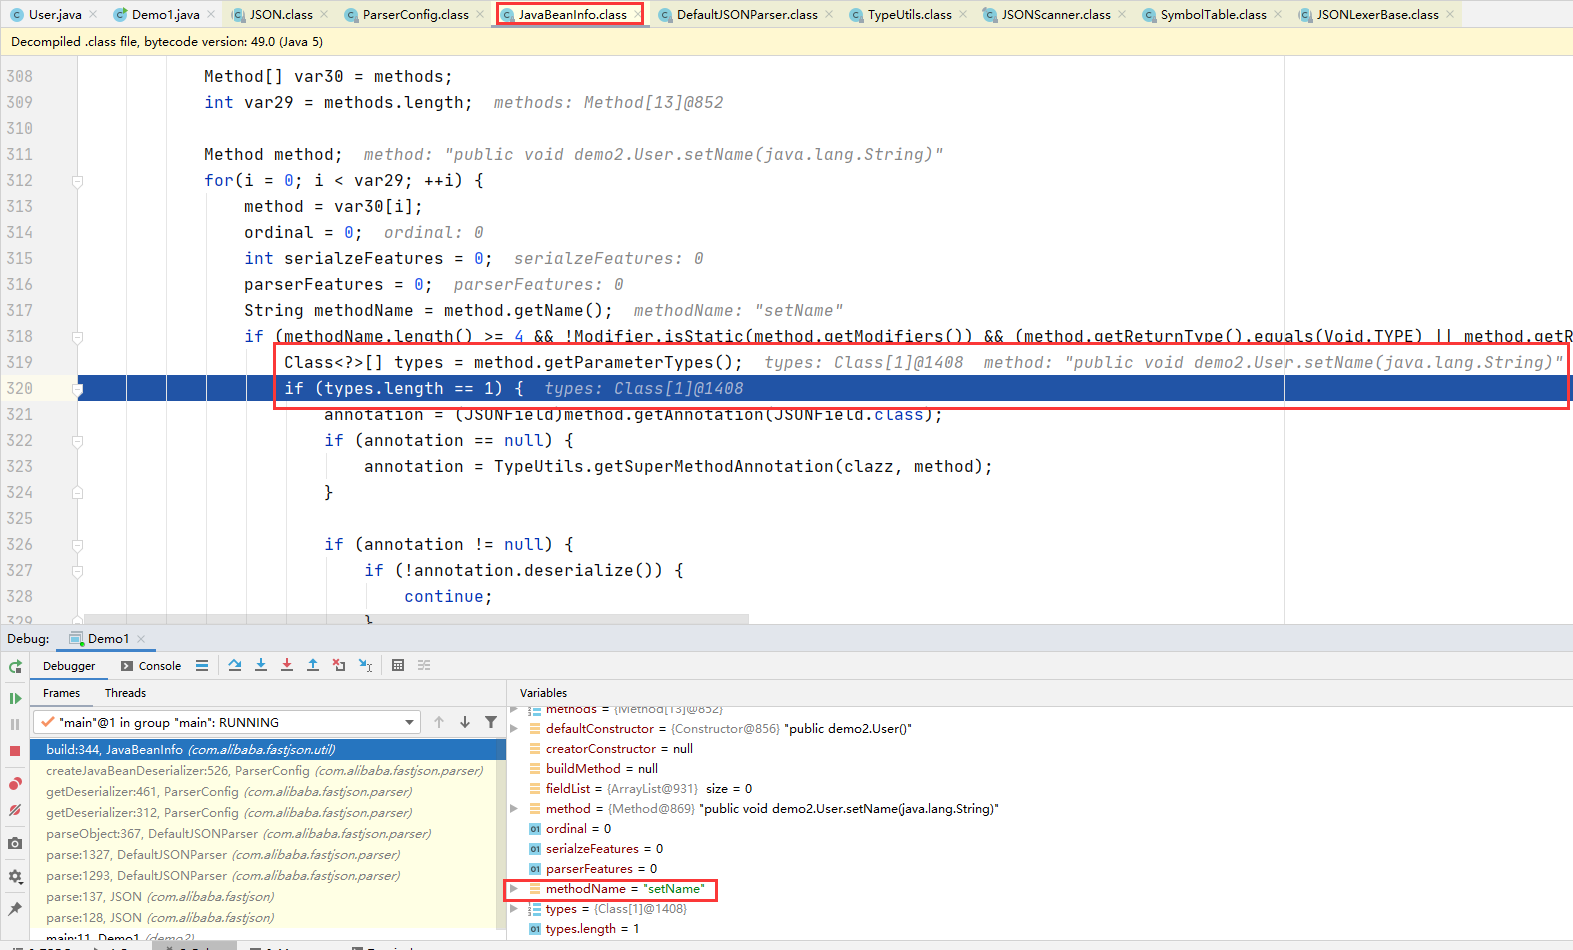 User.java
Demo1.java
JSON.class
ParserConfig.class
JavaBeanInfo.class
DefaultJSONParser.class
TypeUtils.class
JSONScanner.class
SymbolTable.class
JSONLexerBase.class
Decompiled .class file, bytecode version: 49.0 (Java 5)
308 Method[] var30 = methods;
309 int var29 = methods.length; methods: Method[13]@852
310
311 Method method; method: "public void demo2.User.setName(java.lang.String)"
312 for(i = 0; i < var29; ++i) {
313 method = var30[i];
314 ordinal = 0; ordinal: 0
315 int serialzeFeatures = 0; serialzeFeatures: 0
316 parserFeatures = 0; parserFeatures: 0
317 String methodName = method.getName(); methodName: "setName"
318 if (methodName.length() >= 4 && !Modifier.isStatic(method.getModifiers()) && (method.getReturnType().equals(Void.TYPE) || method.getR
319 Class<?>[] types = method.getParameterTypes(); types: Class[1]@1408 method: "public void demo2.User.setName(java.lang.String)"
320 if (types.length == 1) { types: Class[1]@1408
321 annotation = (JSONField)method.getAnnotation(JSONField.class);
322 if (annotation == null) {
323 annotation = TypeUtils.getSuperMethodAnnotation(clazz, method);
324 }
325
326 if (annotation != null) {
327 if (!annotation.deserialize()) {
328 continue;
329 }
Debug: Demo1
Debugger Console
Frames Threads
"main"@1 in group "main": RUNNING
build:344, JavaBeanInfo (com.alibaba.fastjson.util)
createJavaBeanDeserializer:526, ParserConfig (com.alibaba.fastjson.parser)
getDeserializer:461, ParserConfig (com.alibaba.fastjson.parser)
getDeserializer:312, ParserConfig (com.alibaba.fastjson.parser)
parseObject:367, DefaultJSONParser (com.alibaba.fastjson.parser)
parse:1327, DefaultJSONParser (com.alibaba.fastjson.parser)
parse:1293, DefaultJSONParser (com.alibaba.fastjson.parser)
parse:137, JSON (com.alibaba.fastjson)
parse:128, JSON (com.alibaba.fastjson)
main:11, Demo1 (demo2)
Variables
methods = {Method[13]@852}
defaultConstructor = {Constructor@856} "public demo2.User()"
creatorConstructor = null
buildMethod = null
fieldList = {ArrayList@931} size = 0
method = {Method@869} "public void demo2.User.setName(java.lang.String)"
ordinal = 0
serialzeFeatures = 0
parserFeatures = 0
methodName = "setName"
types = {Class[1]@1408}
types.length = 1